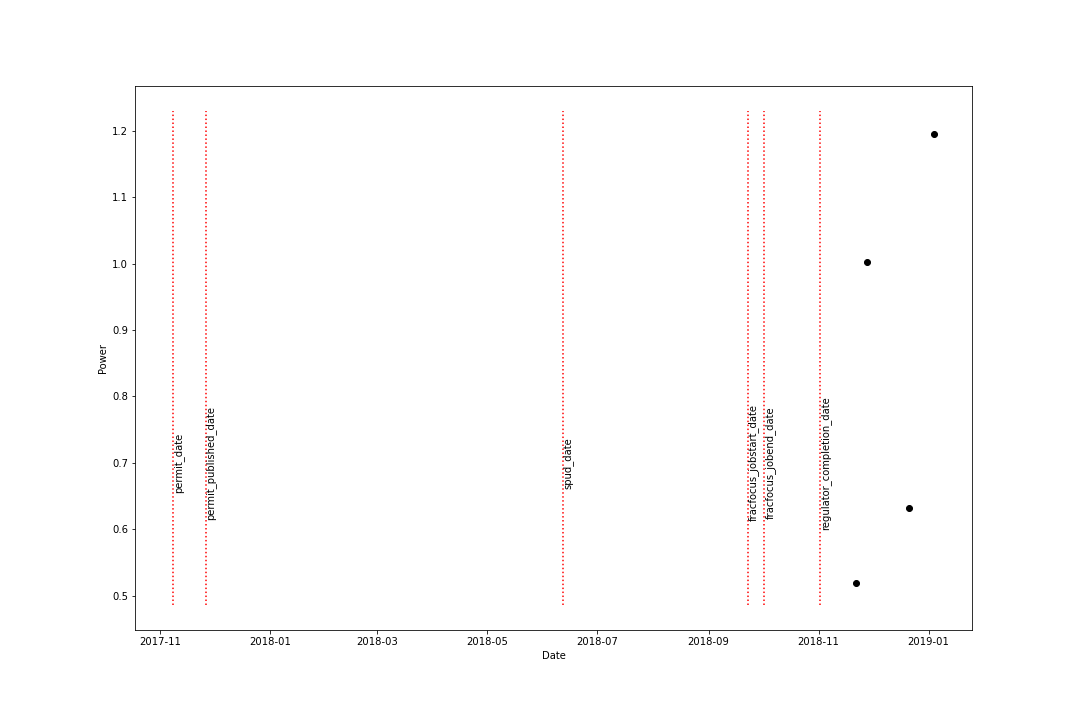 1.2
1.1
1.0
0.9
0.8
0.7
0.6
0.5
Power
permit_date
permit_published_date
spud_date
fracfocus_jobstart_date
fracfocus_jobend_date
regulator_completion_date
2017-11
2018-01
2018-03
2018-05
2018-07
2018-09
2018-11
2019-01
Date